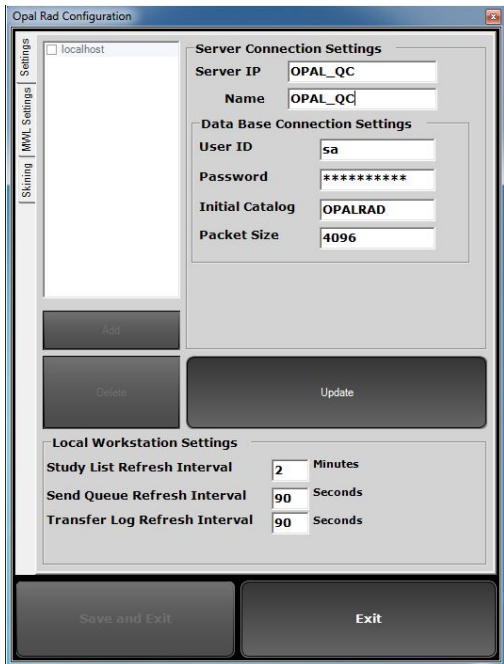 Opal Rad Configuration
Settings
MWL Settings
Skining
localhost
Server Connection Settings
Server IP OPAL_QC
Name OPAL_QC
Data Base Connection Settings
User ID sa
Password **********
Initial Catalog OPALRAD
Packet Size 4096
Add
Delete
Update
Local Workstation Settings
Study List Refresh Interval 2 Minutes
Send Queue Refresh Interval 90 Seconds
Transfer Log Refresh Interval 90 Seconds
Save and Exit
Exit